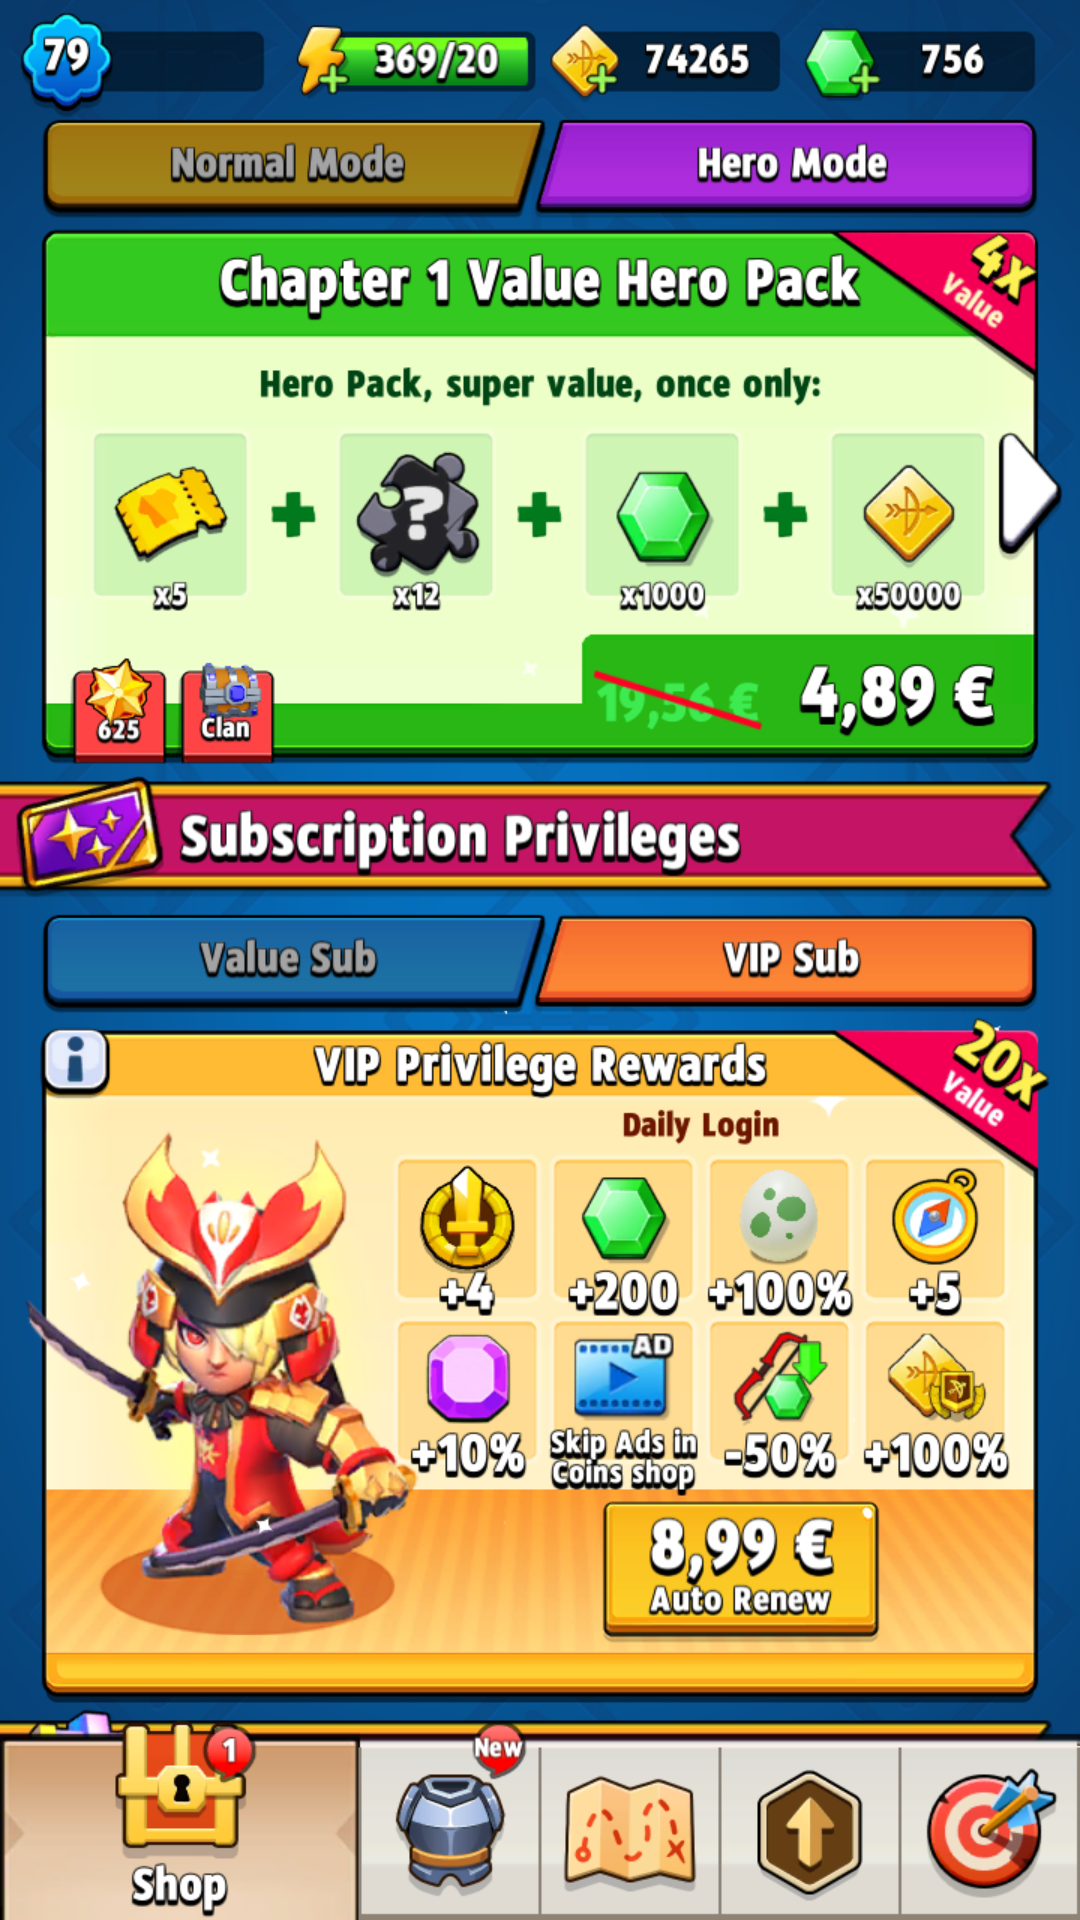 79
369/20
74265
756
Normal Mode
Hero Mode
Chapter 1 Value Hero Pack
4X
Value
Hero Pack, super value, once only:
?
x5
x12
x1000
x50000
625
Clan
19,56 €
4,89 €
Subscription Privileges
Value Sub
VIP Sub
VIP Privilege Rewards
20X
Value
Daily Login
+4
+200
+100%
+5
AD
+10%
Skip Ads in
Coins shop
-50%
+100%
8,99 €
Auto Renew
1
New
Shop